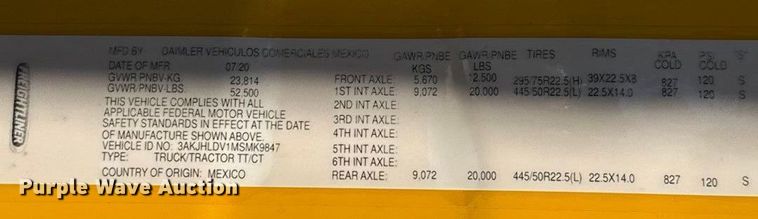 MFD BY DAIMLER VEHICULOS COMERCIALES MEXICO GAWR/PNBE GAWR/PNBE TIRES RIMS KPA PSI "S"
DATE OF MFR 07/20 KGS LBS COLD COLD
GVWR PNBV-KG 23,814 FRONT AXLE: 5,670 12,500 295/75R22.5(H) 827 120 S
GVWR/PNBV-LBS. 52,500 1ST INT AXLE: 9,072 20,000 445/50R22.5(L) 22.5X14.0 827 120 S
THIS VEHICLE COMPLIES WITH ALL 2ND INT AXLE:
APPLICABLE FEDERAL MOTOR VEHICLE 3RD INT AXLE:
SAFETY STANDARDS IN EFFECT AT THE DATE 4TH INT AXLE:
OF MANUFACTURE SHOWN ABOVE.
VEHICLE ID NO: 3AKJHLDV1MSMK9847 5TH INT AXLE:
TYPE: TRUCK/TRACTOR TT/CT 6TH INT AXLE:
COUNTRY OF ORIGIN: MEXICO REAR AXLE: 9,072 20,000 445/50R22.5(L) 22.5X14.0 827 120 S
FREIGHTLINER
Purple Wave Auction